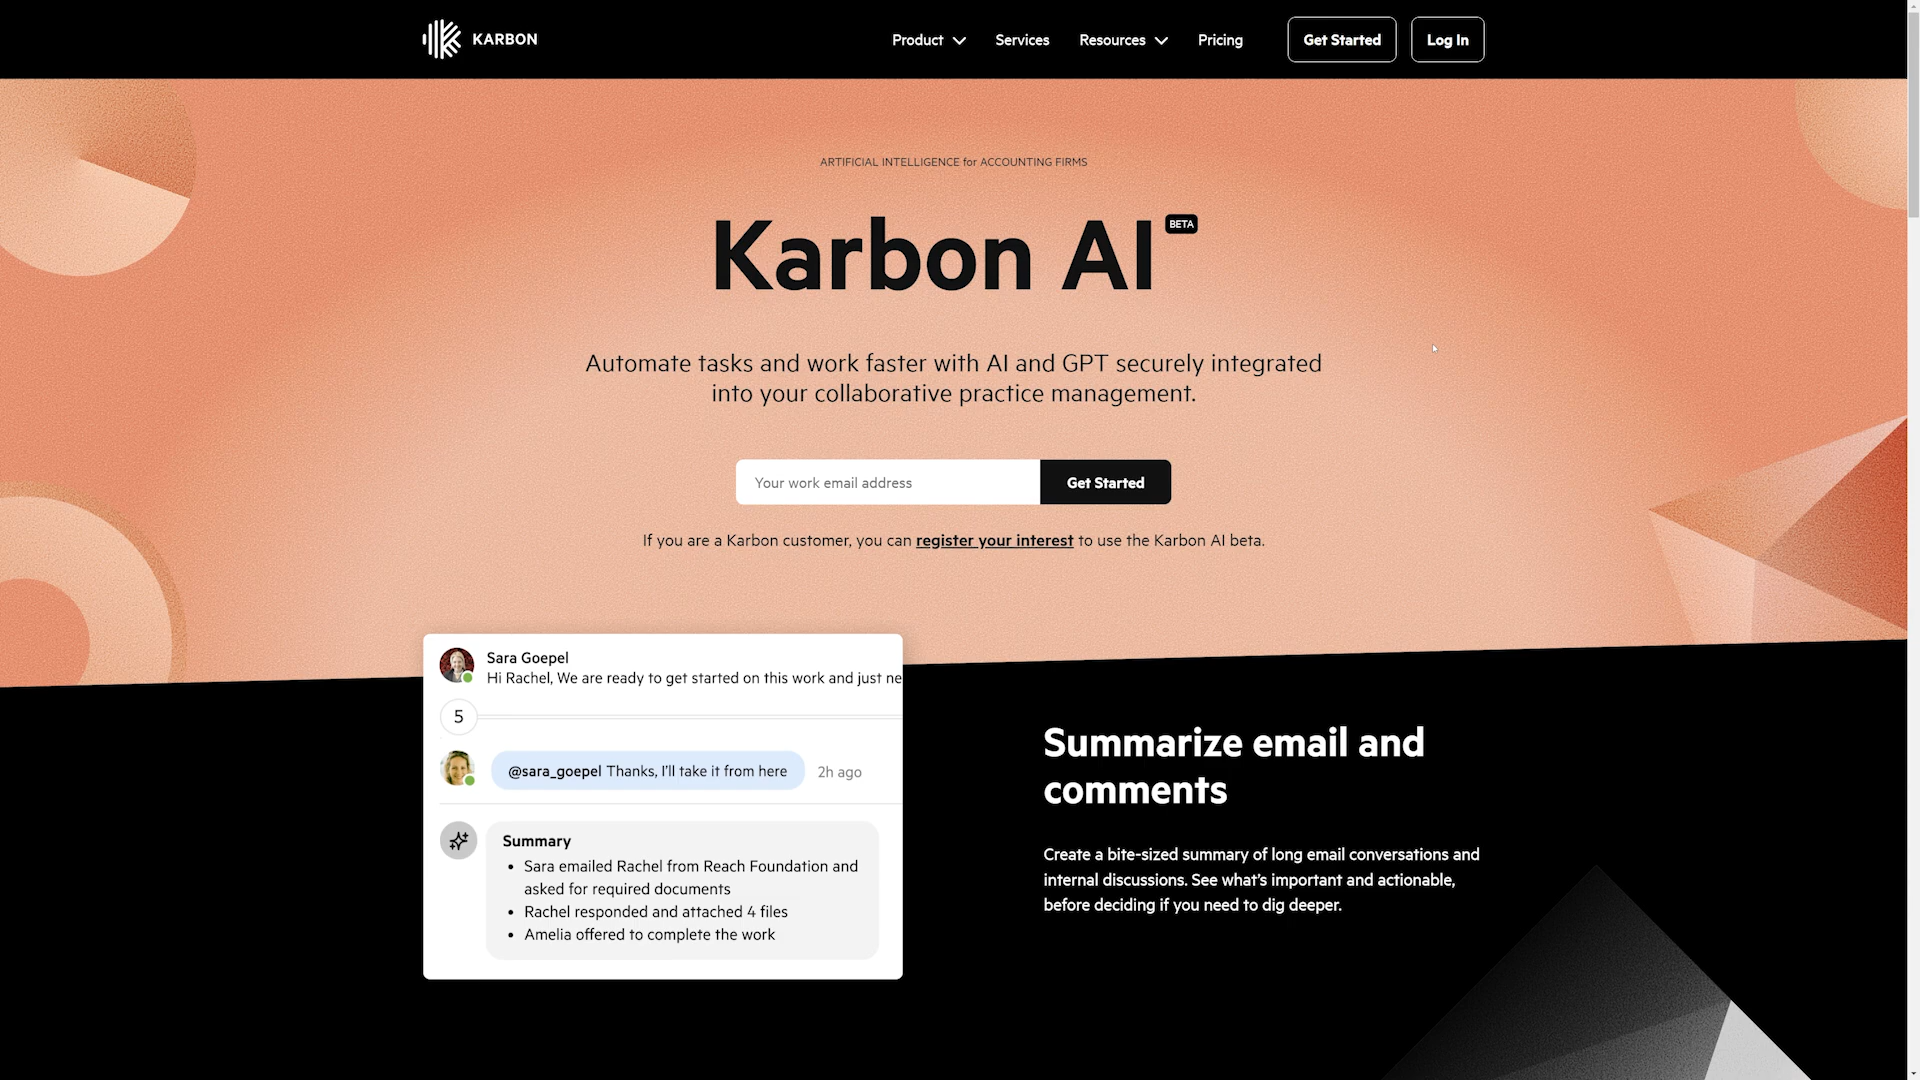 KARBON
Product
Services
Resources
Pricing
Get Started
Log In
ARTIFICIAL INTELLIGENCE for ACCOUNTING FIRMS
Karbon AI
BETA
Automate tasks and work faster with AI and GPT securely integrated
into your collaborative practice management.
Your work email address
Get Started
If you are a Karbon customer, you can register your interest to use the Karbon AI beta.
Sara Goepel
Hi Rachel, We are ready to get started on this work and just ne
5
@sara_goepel Thanks, I'll take it from here
2h ago
Summary
• Sara emailed Rachel from Reach Foundation and
asked for required documents
• Rachel responded and attached 4 files
• Amelia offered to complete the work
Summarize email and
comments
Create a bite-sized summary of long email conversations and
internal discussions. See what's important and actionable,
before deciding if you need to dig deeper.